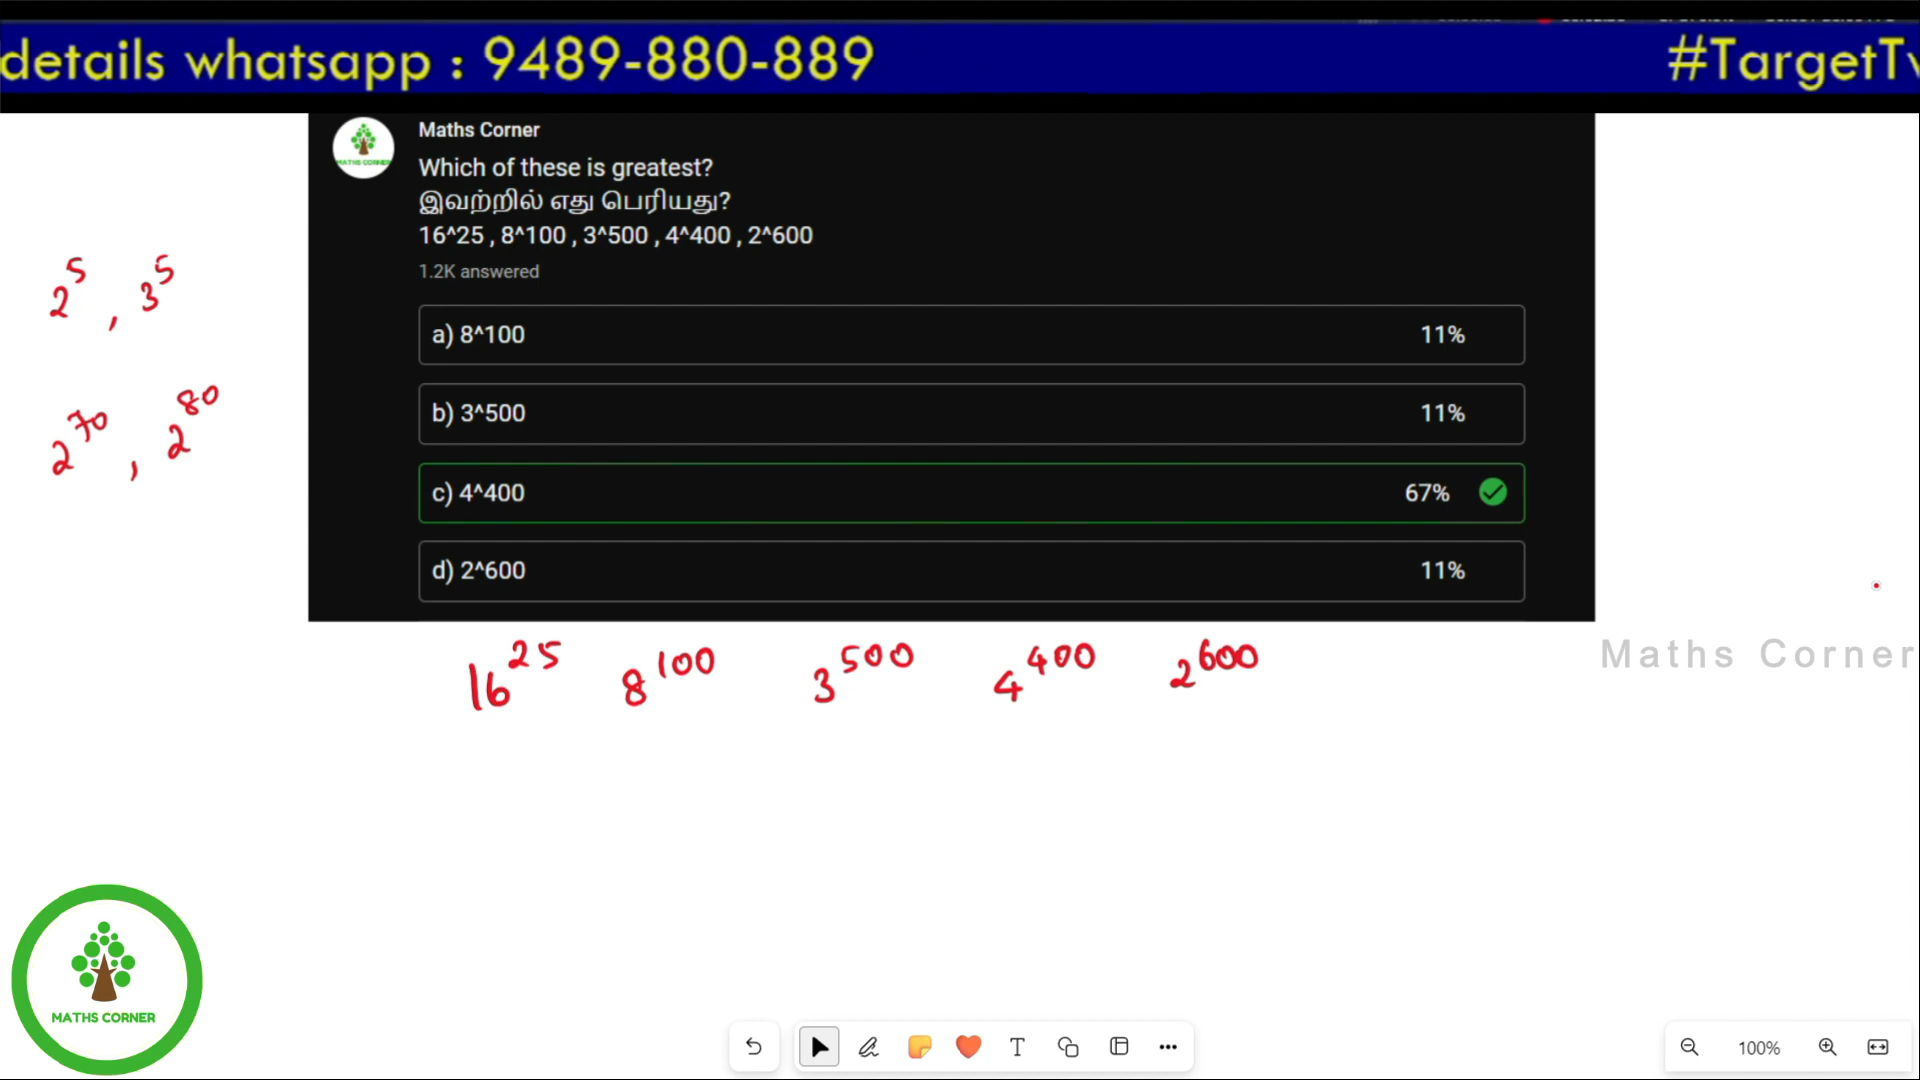 details whatsapp : 9489-880-889 #TargetTv
Maths Corner
Which of these is greatest?
இவற்றில் எது பெரியது?
16^25 , 8^100 , 3^500 , 4^400 , 2^600
1.2K answered
a) 8^100 11%
b) 3^500 11%
c) 4^400 67%
d) 2^600 11%
2^5 , 3^5
2^70 , 2^80
16^25 8^100 3^500 4^400 2^600
Maths Corner
MATHS CORNER
MATHS CORNER
100%